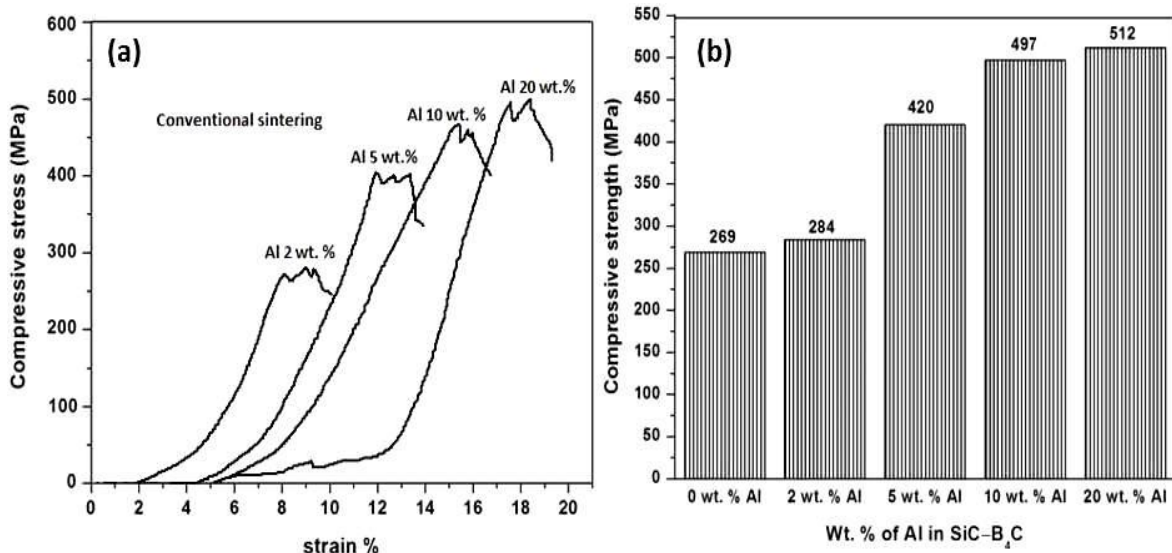 (a)
Conventional sintering
Al 2 wt. %
Al 5 wt.%
Al 10 wt. %
Al 20 wt.%
Compressive stress (MPa)
600
500
400
300
200
100
0
0 2 4 6 8 10 12 14 16 18 20
strain %
(b)
Compressive strength (MPa)
550
500
450
400
350
300
250
200
150
100
50
0
269
284
420
497
512
0 wt. % Al 2 wt. % Al 5 wt. % Al 10 wt. % Al 20 wt. % Al
Wt. % of Al in SiC–B₄C